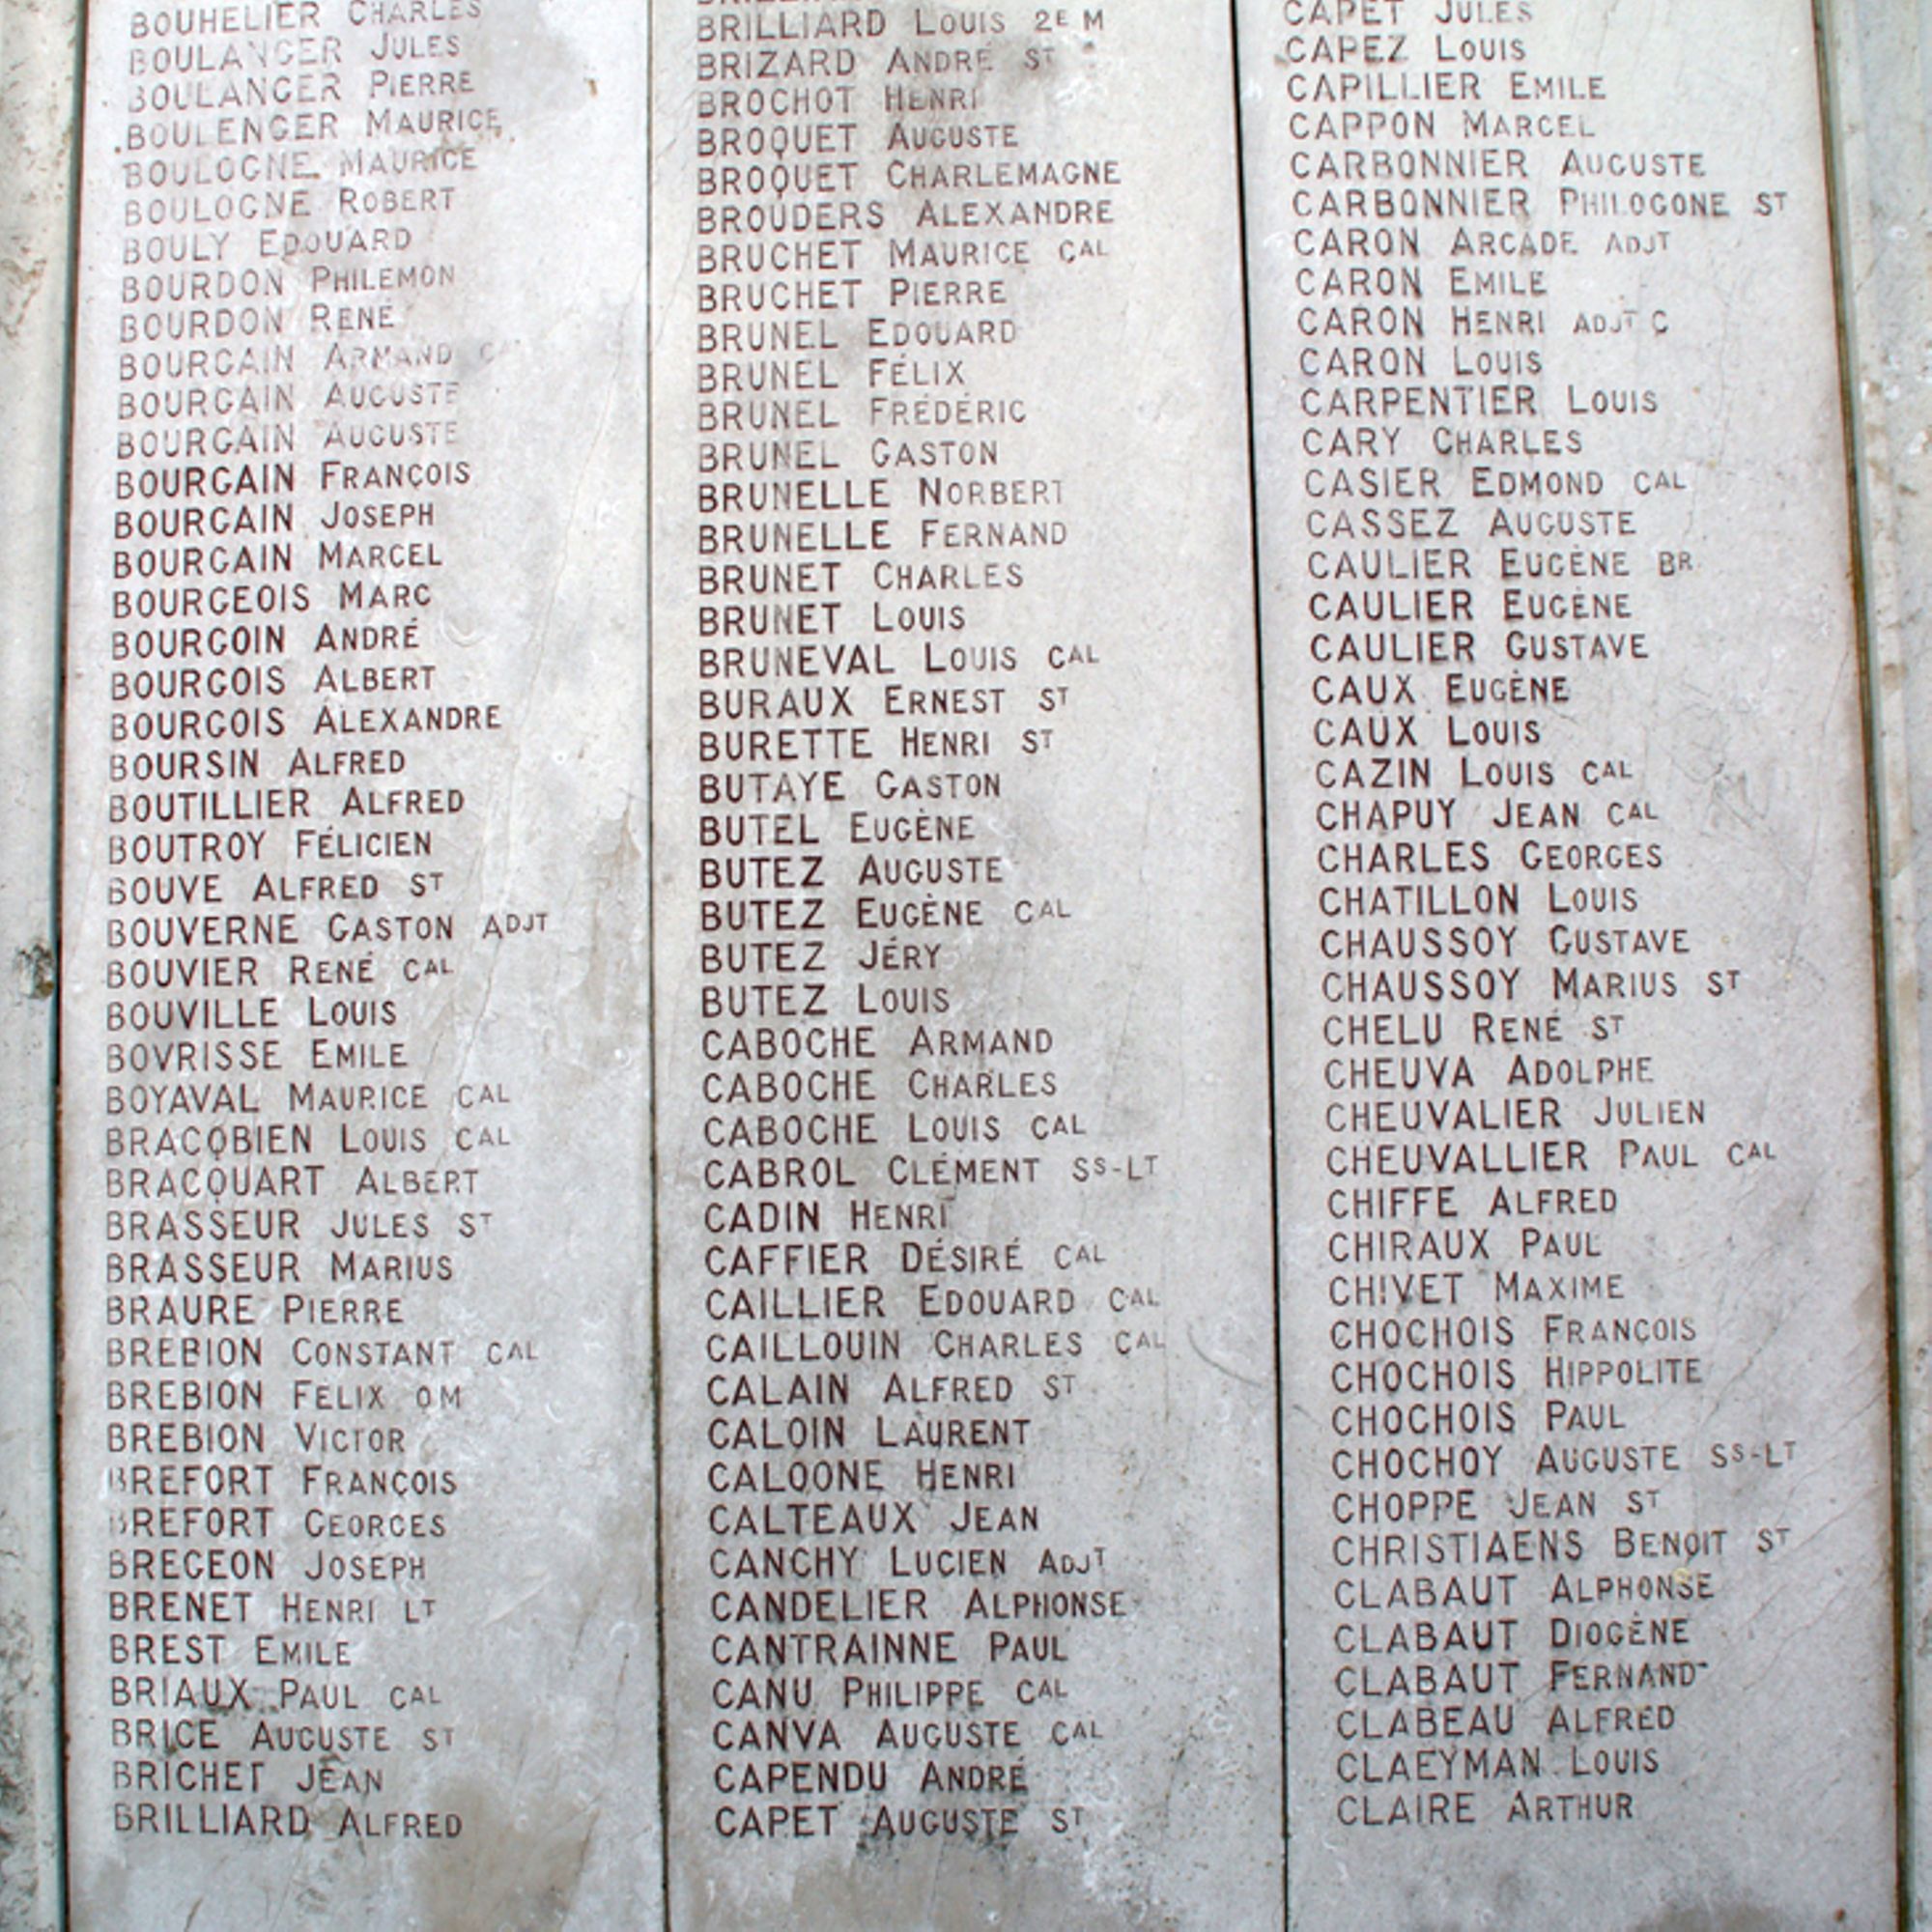 BOUHELIER CHARLES
BOULANGER JULES
BOULANGER PIERRE
BOULENGER MAURICE
BOULOGNE MAURICE
BOULOGNE ROBERT
BOULY EDOUARD
BOURDON PHILEMON
BOURDON RENÉ
BOURGAIN ARMAND
BOURGAIN AUGUSTE
BOURGAIN AUGUSTE
BOURGAIN FRANÇOIS
BOURGAIN JOSEPH
BOURGAIN MARCEL
BOURGEOIS MARC
BOURGOIN ANDRÉ
BOURGOIS ALBERT
BOURGOIS ALEXANDRE
BOURSIN ALFRED
BOUTILLIER ALFRED
BOUTROY FÉLICIEN
BOUVE ALFRED ST
BOUVERNE GASTON ADJT
BOUVIER RENÉ CAL
BOUVILLE LOUIS
BOVRISSE EMILE
BOYAVAL MAURICE CAL
BRACQBIEN LOUIS CAL
BRACQUART ALBERT
BRASSEUR JULES ST
BRASSEUR MARIUS
BRAURE PIERRE
BREBION CONSTANT CAL
BREBION FELIX OM
BREBION VICTOR
BREFORT FRANÇOIS
BREFORT GEORGES
BREGEON JOSEPH
BRENET HENRI LT
BREST EMILE
BRIAUX PAUL CAL
BRICE AUGUSTE ST
BRICHET JEAN
BRILLIARD ALFRED
BRILLIARD LOUIS 2E M
BRIZARD ANDRÉ ST
BROCHOT HENRI
BROQUET AUGUSTE
BROQUET CHARLEMAGNE
BROUDERS ALEXANDRE
BRUCHET MAURICE CAL
BRUCHET PIERRE
BRUNEL EDOUARD
BRUNEL FÉLIX
BRUNEL FRÉDÉRIC
BRUNEL GASTON
BRUNELLE NORBERT
BRUNELLE FERNAND
BRUNET CHARLES
BRUNET LOUIS
BRUNEVAL LOUIS CAL
BURAUX ERNEST ST
BURETTE HENRI ST
BUTAYE GASTON
BUTEL EUGÈNE
BUTEZ AUGUSTE
BUTEZ EUGÈNE CAL
BUTEZ JÉRY
BUTEZ LOUIS
CABOCHE ARMAND
CABOCHE CHARLES
CABOCHE LOUIS CAL
CABROL CLÉMENT SS-LT
CADIN HENRI
CAFFIER DÉSIRÉ CAL
CAILLIER EDOUARD CAL
CAILLOUIN CHARLES CAL
CALAIN ALFRED ST
CALOIN LAURENT
CALOONE HENRI
CALTEAUX JEAN
CANCHY LUCIEN ADJT
CANDELIER ALPHONSE
CANTRAINNE PAUL
CANU PHILIPPE CAL
CANVA AUGUSTE CAL
CAPENDU ANDRÉ
CAPET AUGUSTE ST
CAPET JULES
CAPEZ LOUIS
CAPILLIER EMILE
CAPPON MARCEL
CARBONNIER AUGUSTE
CARBONNIER PHILOGONE ST
CARON ARCADE ADJT
CARON EMILE
CARON HENRI ADJT C
CARON LOUIS
CARPENTIER LOUIS
CARY CHARLES
CASIER EDMOND CAL
CASSEZ AUGUSTE
CAULIER EUGÈNE BR
CAULIER EUGÈNE
CAULIER GUSTAVE
CAUX EUGÈNE
CAUX LOUIS
CAZIN LOUIS CAL
CHAPUY JEAN CAL
CHARLES GEORGES
CHATILLON LOUIS
CHAUSSOY GUSTAVE
CHAUSSOY MARIUS ST
CHELU RENÉ ST
CHEUVA ADOLPHE
CHEUVALIER JULIEN
CHEUVALLIER PAUL CAL
CHIFFE ALFRED
CHIRAUX PAUL
CHIVET MAXIME
CHOCHOIS FRANÇOIS
CHOCHOIS HIPPOLITE
CHOCHOIS PAUL
CHOCHOY AUGUSTE SS-LT
CHOPPE JEAN ST
CHRISTIAENS BENOIT ST
CLABAUT ALPHONSE
CLABAUT DIOGÈNE
CLABAUT FERNAND
CLABEAU ALFRED
CLAEYMAN LOUIS
CLAIRE ARTHUR